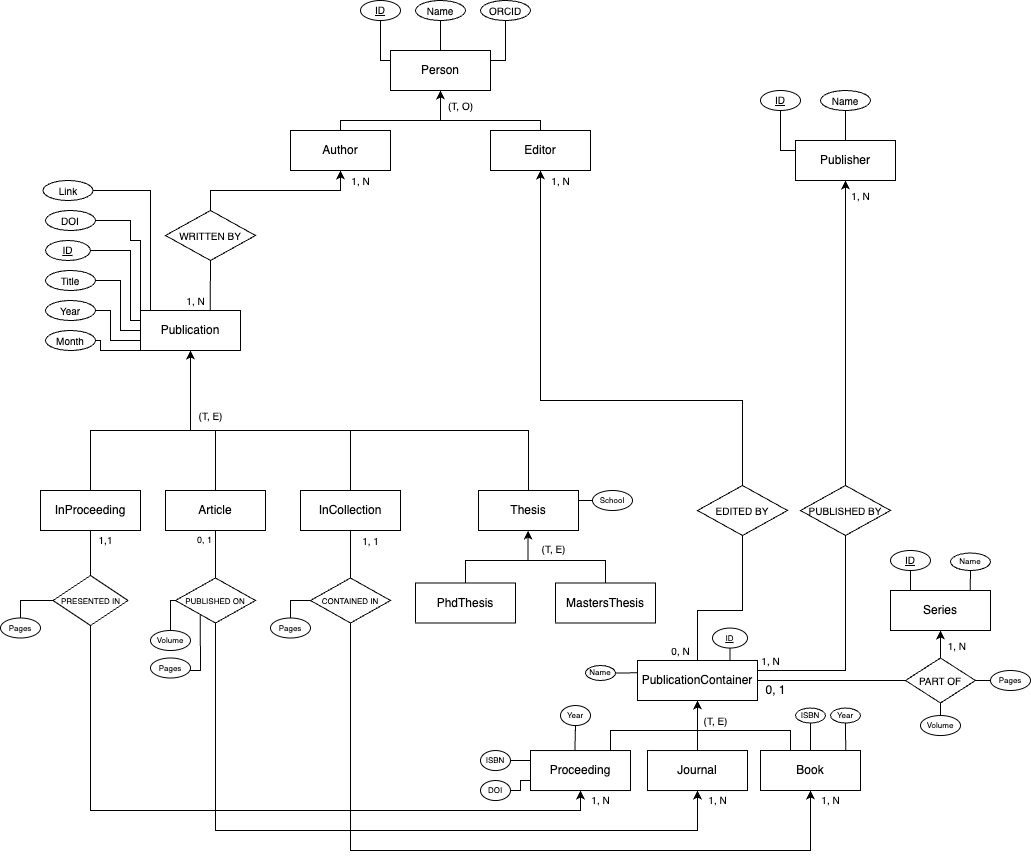 ID
Name
ORCID
Person
(T, O)
ID
Name
Author
Editor
Publisher
1, N
1, N
1, N
Link
DOI
WRITTEN BY
ID
Title
1, N
Year
Publication
Month
(T, E)
InProceeding
Article
InCollection
Thesis
School
EDITED BY
PUBLISHED BY
1,1
0, 1
1, 1
(T, E)
ID
Name
PRESENTED IN
PUBLISHED ON
CONTAINED IN
PhdThesis
MastersThesis
Series
Pages
Volume
Pages
Pages
ID
0, N
1, N
1, N
Name
PublicationContainer
0, 1
PART OF
Pages
Volume
(T, E)
Year
ISBN
Year
ISBN
DOI
Proceeding
Journal
Book
1, N
1, N
1, N